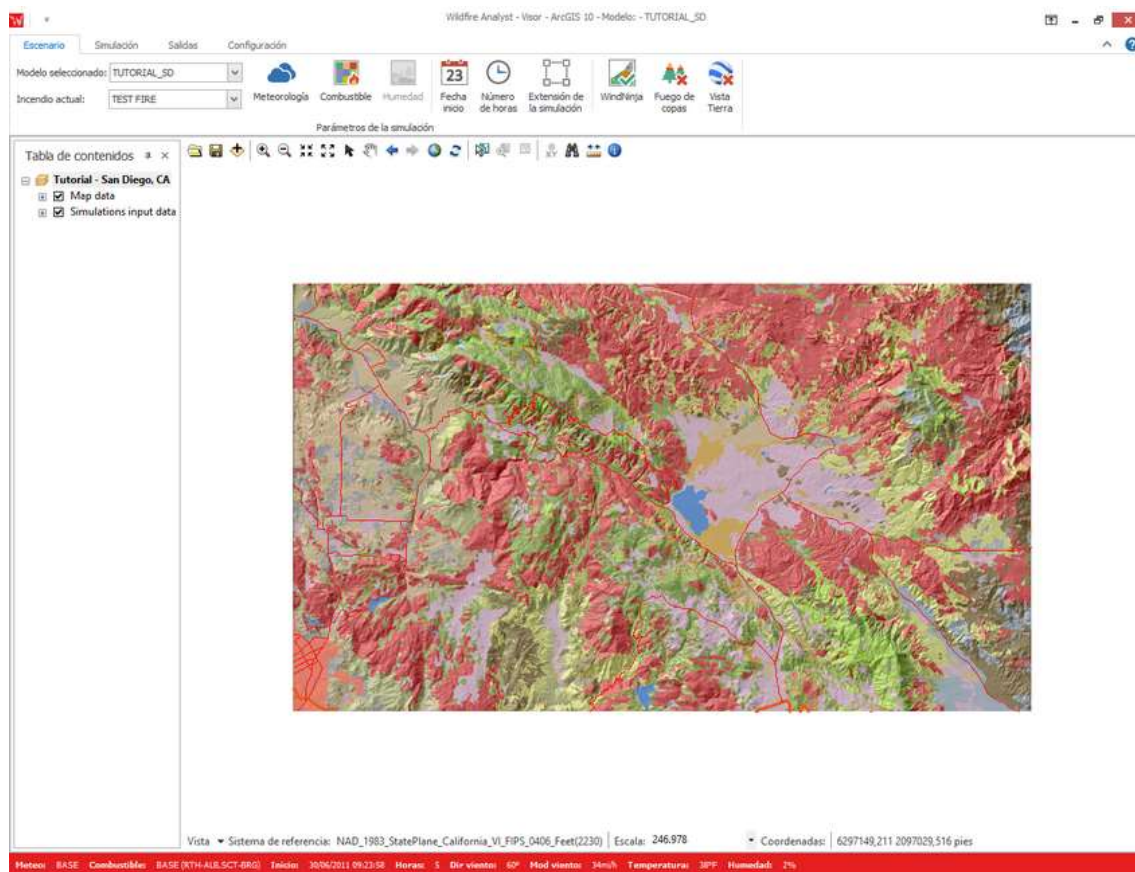 Wildfire Analyst - Visor - ArcGIS 10 - Modelo: - TUTORIAL_SD
Escenario Simulación Salidas Configuración
Modelo seleccionado: TUTORIAL_SD
Incendio actual: TEST FIRE
Meteorología
Combustible
Humedad
23
Fecha inicio
Número de horas
Extensión de la simulación
WindNinja
Fuego de copas
Vista Tierra
Parámetros de la simulación
Tabla de contenidos
Tutorial - San Diego, CA
Map data
Simulations input data
Vista Sistema de referencia: NAD_1983_StatePlane_California_VI_FIPS_0406_Feet(2230) Escala: 246.978 Coordenadas: 6297149,211 2097029,516 pies
Meteo: BASE Combustible: BASE (RTH-ALB,SCT-BRG) Inicio: 30/06/2011 09:23:58 Horas: 5 Dir viento: 60° Mod viento: 34mi/h Temperatura: 38ºF Humedad: 2%